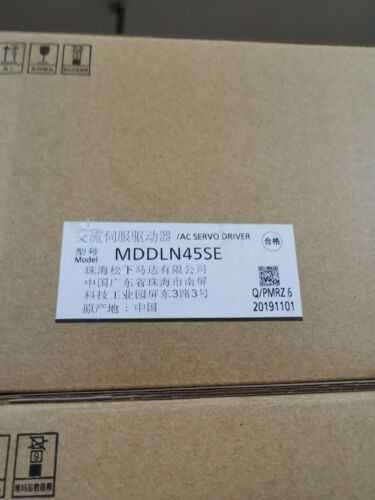 交流伺服驱动器 /AC SERVO DRIVER
合格
型号
Model MDDLN45SE
珠海松下马达有限公司
中国广东省珠海市南屏
科技工业园屏东3路3号
原产地：中国
Q/PMRZ 6
20191101